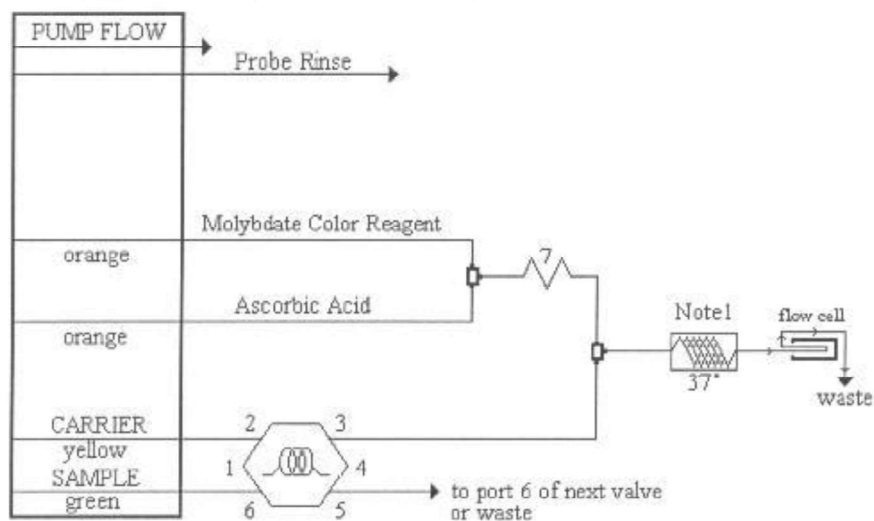 PUMP FLOW
Probe Rinse
Molybdate Color Reagent
orange
7
Ascorbic Acid
orange
Note1
flow cell
37°
waste
CARRIER
yellow
2
3
1
4
SAMPLE
green
6
5
to port 6 of next valve
or waste